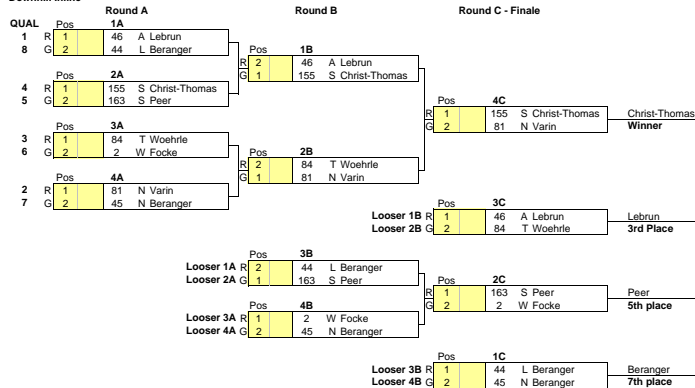 Round A Round B Round C - Finale
QUAL Pos 1A
1 R 1 46 A Lebrun
8 G 2 44 L Beranger
Pos 1B
R 2 46 A Lebrun
G 1 155 S Christ-Thomas
Pos 2A
4 R 1 155 S Christ-Thomas
5 G 2 163 S Peer
Pos 4C
R 1 155 S Christ-Thomas Christ-Thomas
G 2 81 N Varin Winner
Pos 3A
3 R 1 84 T Woehrle
6 G 2 2 W Focke
Pos 2B
R 2 84 T Woehrle
G 1 81 N Varin
Pos 4A
2 R 1 81 N Varin
7 G 2 45 N Beranger
Pos 3C
Looser 1B R 1 46 A Lebrun Lebrun
Looser 2B G 2 84 T Woehrle 3rd Place
Pos 3B
Looser 1A R 2 44 L Beranger
Looser 2A G 1 163 S Peer
Pos 2C
R 1 163 S Peer Peer
G 2 2 W Focke 5th place
Pos 4B
Looser 3A R 1 2 W Focke
Looser 4A G 2 45 N Beranger
Pos 1C
Looser 3B R 1 44 L Beranger Beranger
Looser 4B G 2 45 N Beranger 7th place